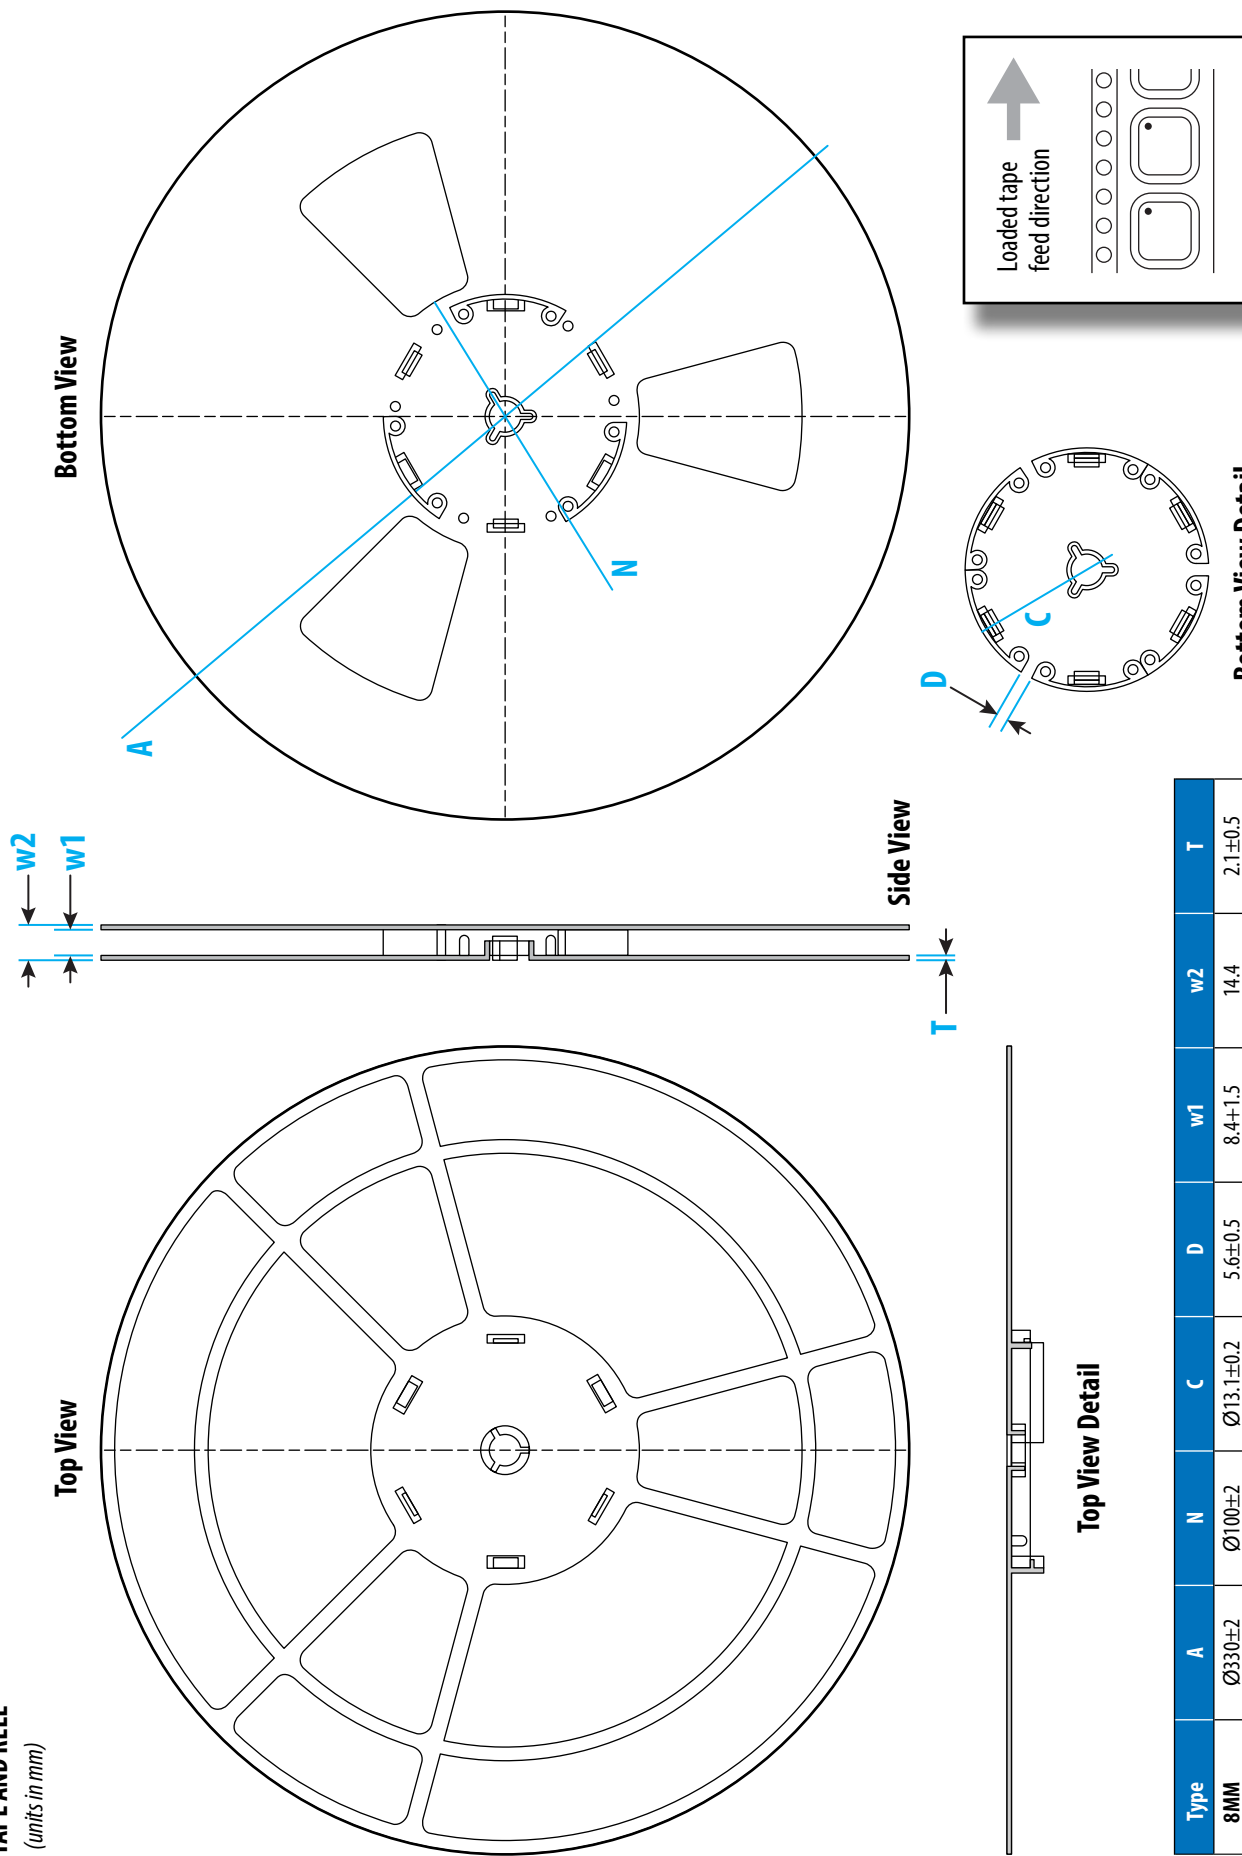 TAPE AND REEL
(units in mm)
Top View
Bottom View
w2
w1
A
N
T
Side View
D
C
Loaded tape
feed direction
Top View Detail
Bottom View Detail
Type A N C D w1 w2 T
8MM Ø330±2 Ø100±2 Ø13.1±0.2 5.6±0.5 8.4+1.5 14.4 2.1±0.5